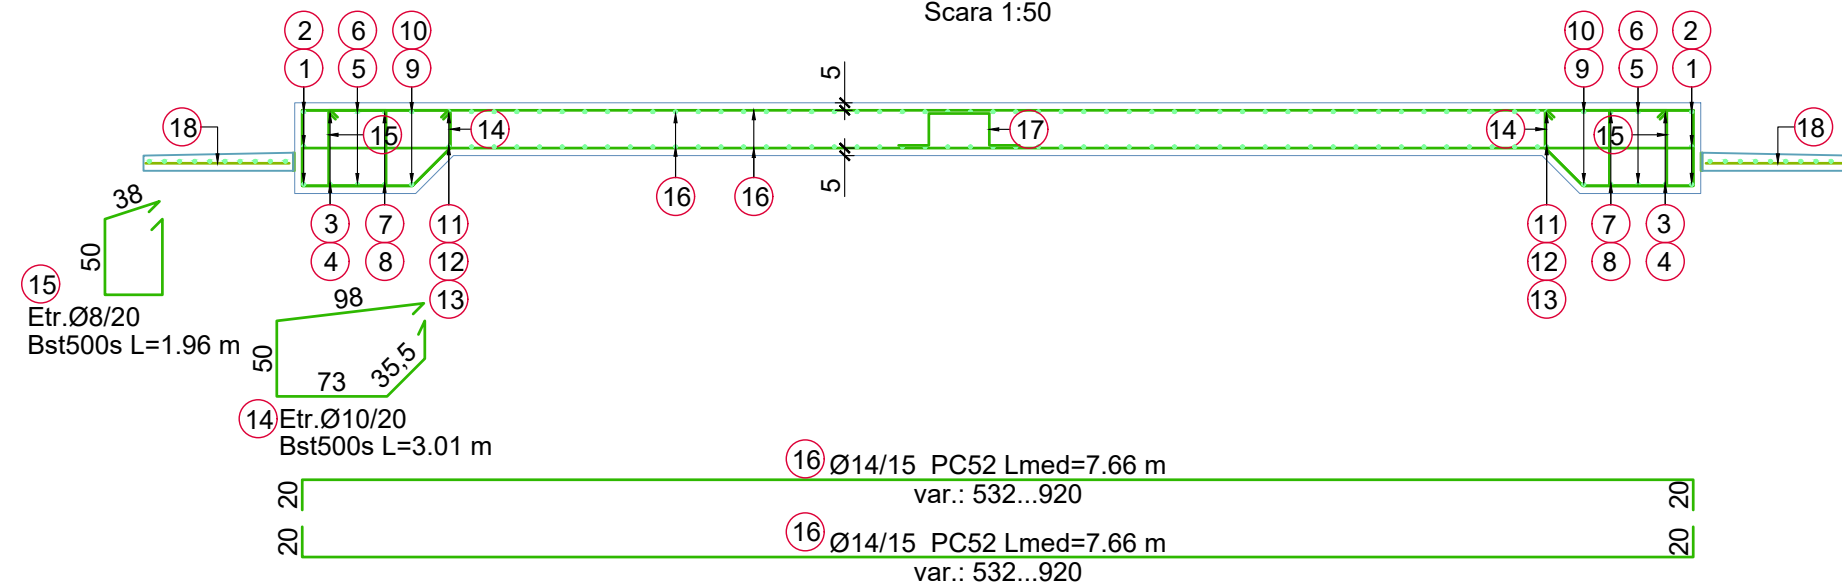 Scara 1:50
2 6 10 10 6 2
1 5 9 5 9 5 1
18 15 14 17 14 15 18
16 16 5
38 3 7 11 11 7 3
50 4 8 12 12 8 4
15 13 13
Etr.Ø8/20
Bst500s L=1.96 m
98
50 73 35,5
14 Etr.Ø10/20
Bst500s L=3.01 m
16 Ø14/15 PC52 Lmed=7.66 m
20 var.: 532...920 20
16 Ø14/15 PC52 Lmed=7.66 m
20 var.: 532...920 20